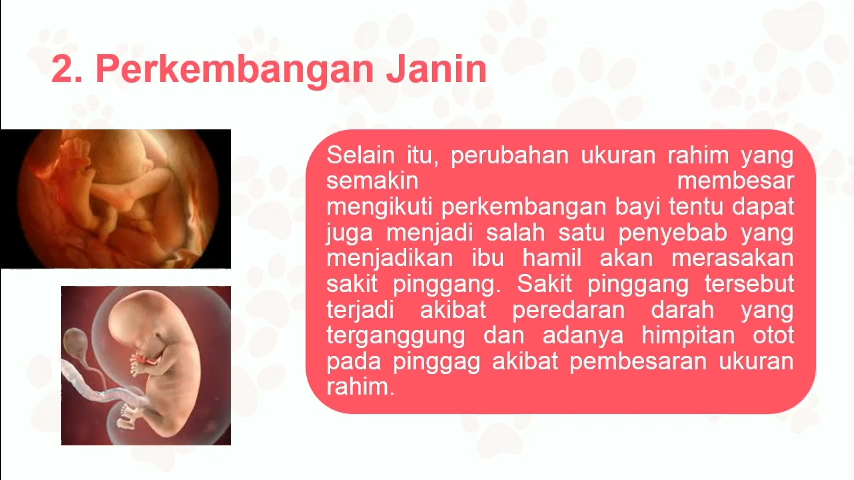 2. Perkembangan Janin
Selain itu, perubahan ukuran rahim yang
semakin membesar
mengikuti perkembangan bayi tentu dapat
juga menjadi salah satu penyebab yang
menjadikan ibu hamil akan merasakan
sakit pinggang. Sakit pinggang tersebut
terjadi akibat peredaran darah yang
terganggung dan adanya himpitan otot
pada pinggag akibat pembesaran ukuran
rahim.